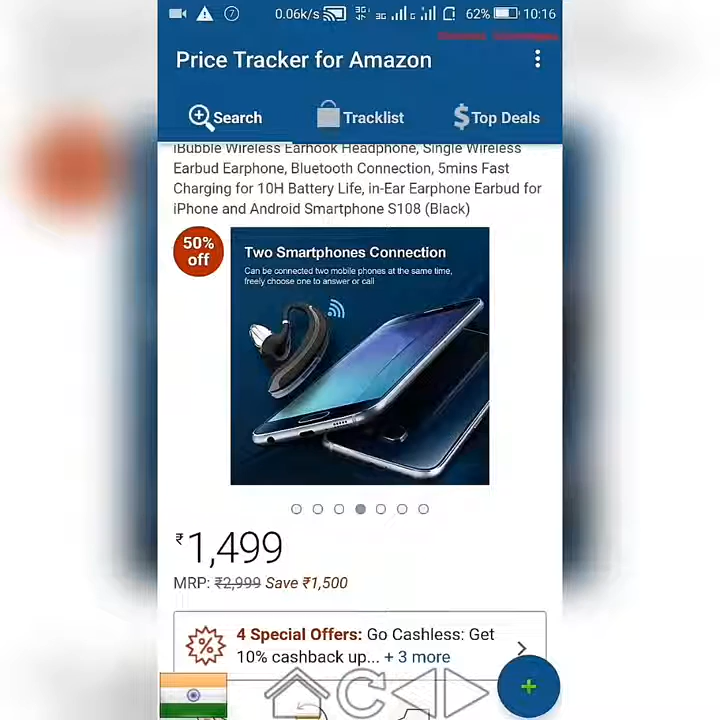 7 0.06k/s 3G 3G G 62% 10:16
Price Tracker for Amazon
Search Tracklist Top Deals
iBubble Wireless Earhook Headphone, Single Wireless
Earbud Earphone, Bluetooth Connection, 5mins Fast
Charging for 10H Battery Life, in-Ear Earphone Earbud for
iPhone and Android Smartphone S108 (Black)
50%
off
Two Smartphones Connection
Can be connected two mobile phones at the same time,
freely choose one to answer or call
₹1,499
MRP: ₹2,999 Save ₹1,500
4 Special Offers: Go Cashless: Get
10% cashback up... + 3 more